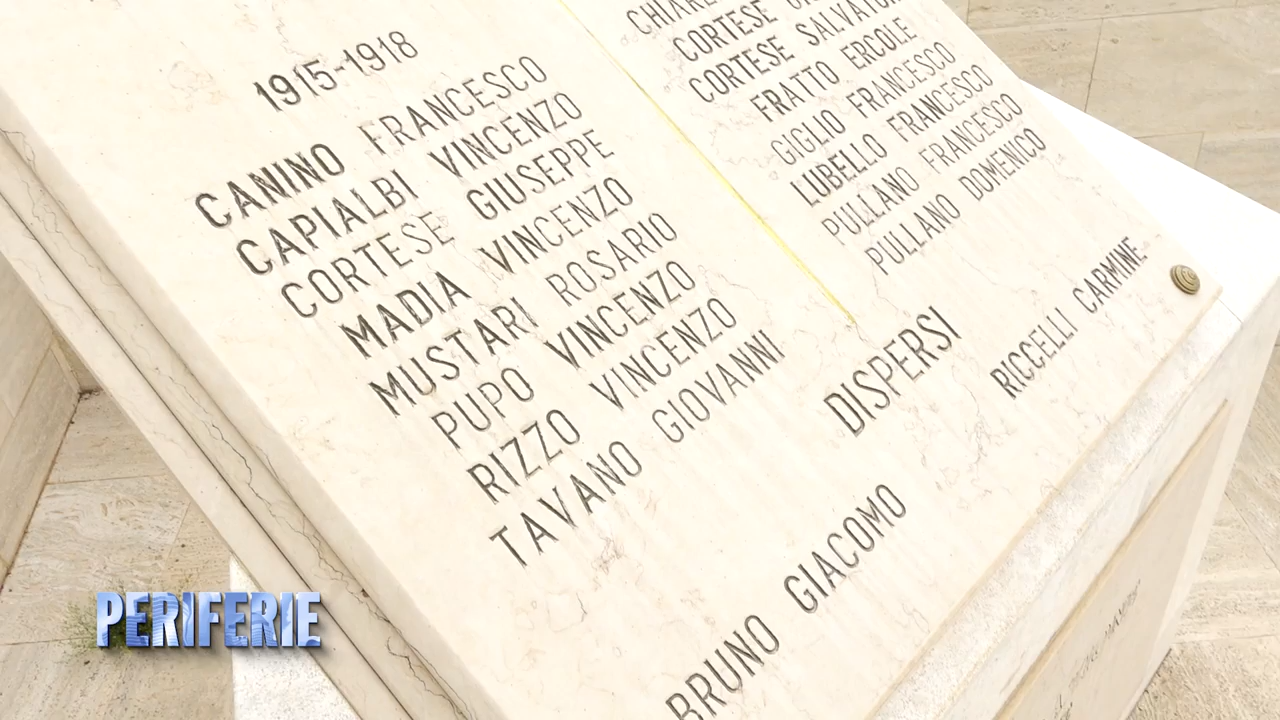 1915-1918
CANINO FRANCESCO
CAPIALBI VINCENZO
CORTESE GIUSEPPE
MADIA VINCENZO
MUSTARI ROSARIO
PUPO VINCENZO
RIZZO VINCENZO
TAVANO GIOVANNI
CORTESE
CORTESE
FRATTO ERCOLE
GIGLIO FRANCESCO
LUBELLO FRANCESCO
PULLANO FRANCESCO
PULLANO DOMENICO
DISPERSI
BRUNO GIACOMO
RICCELLI CARMINE
PERIFERIE